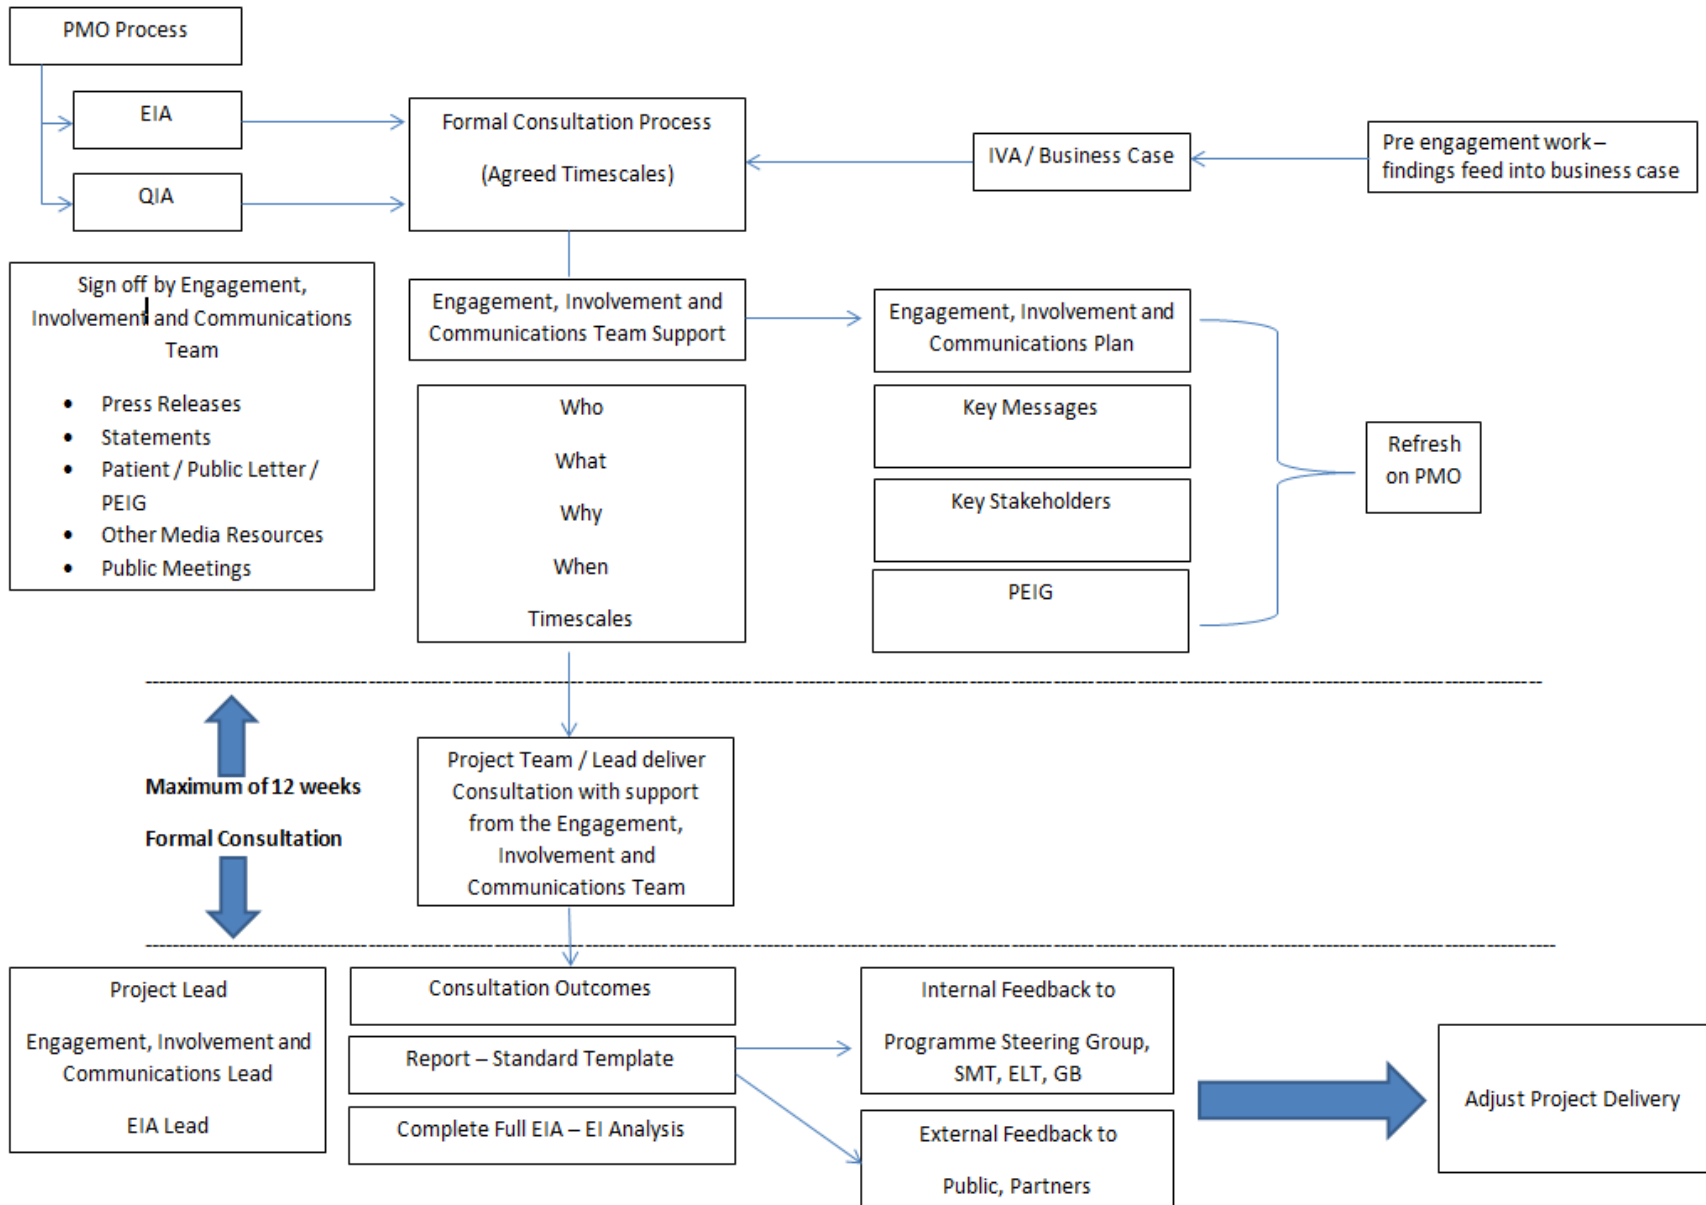 PMO Process
EIA
QIA
Formal Consultation Process
(Agreed Timescales)
IVA / Business Case
Pre engagement work –
findings feed into business case
Sign off by Engagement,
Involvement and Communications
Team
• Press Releases
• Statements
• Patient / Public Letter /
PEIG
• Other Media Resources
• Public Meetings
Engagement, Involvement and
Communications Team Support
Who
What
Why
When
Timescales
Engagement, Involvement and
Communications Plan
Key Messages
Key Stakeholders
PEIG
Refresh
on PMO
Maximum of 12 weeks
Formal Consultation
Project Team / Lead deliver
Consultation with support
from the Engagement,
Involvement and
Communications Team
Project Lead
Engagement, Involvement and
Communications Lead
EIA Lead
Consultation Outcomes
Report – Standard Template
Complete Full EIA – EI Analysis
Internal Feedback to
Programme Steering Group,
SMT, ELT, GB
External Feedback to
Public, Partners
Adjust Project Delivery